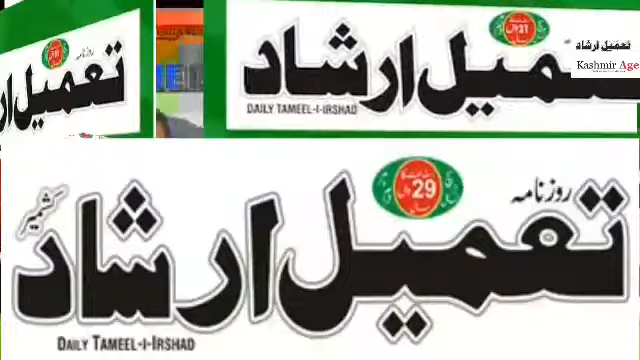 روزنامہ
تعمیل ار
تعمیل ارشاد
DAILY TAMEEL-I-IRSHAD
تعمیل ارشاد
Kashmir Age
روزنامہ
29
تعمیل ارشاد
کشمیر
DAILY TAMEEL-I-IRSHAD